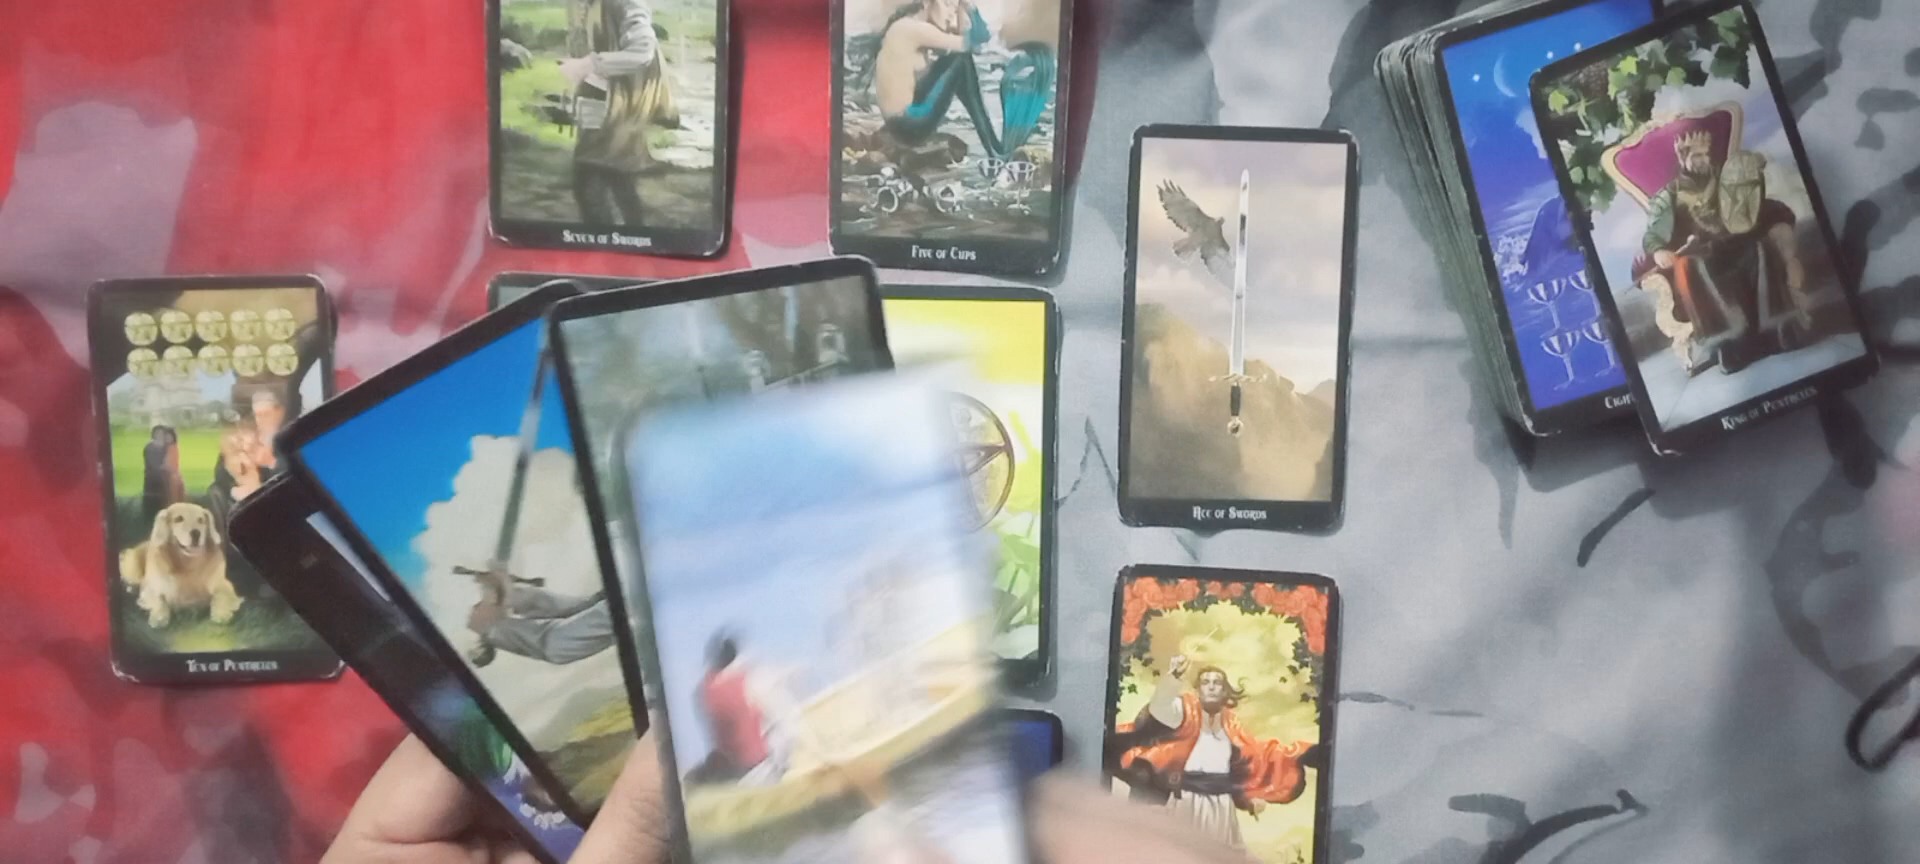 SEVEN OF SWORDS
FIVE OF CUPS
ACE OF SWORDS
KING OF PENTACLES
TEN OF PENTACLES